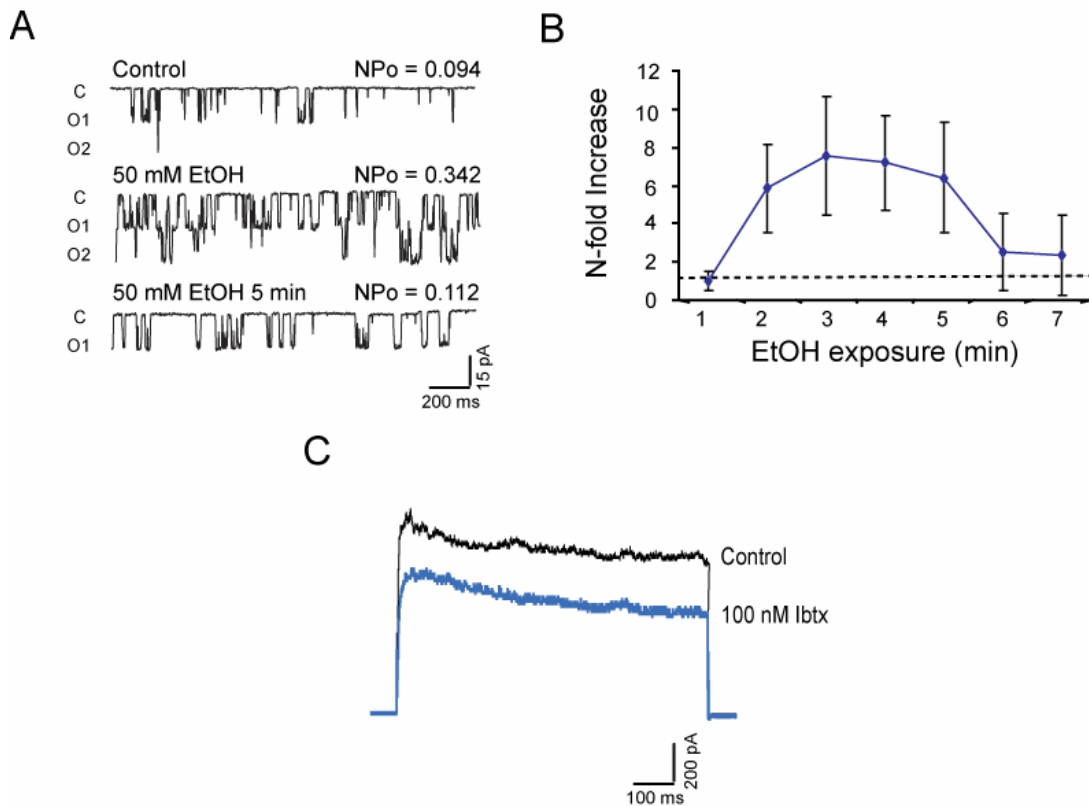 A
Control NPo = 0.094
C
O1
O2
50 mM EtOH NPo = 0.342
C
O1
O2
50 mM EtOH 5 min NPo = 0.112
C
O1
15 pA
200 ms
B
N-fold Increase
12
10
8
6
4
2
0
1 2 3 4 5 6 7
EtOH exposure (min)
C
Control
100 nM Ibtx
200 pA
100 ms